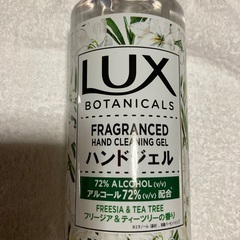 LUX
BOTANICALS
FRAGRANCED
HAND CLEANING GEL
ハンドジェル
72% ALCOHOL (v/v)
アルコール72%(v/v)配合
FREESIA & TEA TREE
フリージア&ティーツリーの香り